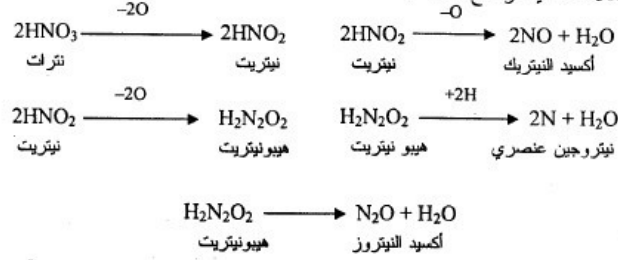 –2O –O
2HNO₃ → 2HNO₂ 2HNO₂ → 2NO + H₂O
نترات نيتريت نيتريت أكسيد النيتريك
–2O +2H
2HNO₂ → H₂N₂O₂ H₂N₂O₂ → 2N + H₂O
نيتريت هيبونيتريت هيبو نيتريت نيتروجين عنصري
H₂N₂O₂ → N₂O + H₂O
هيبونيتريت أكسيد النيتروز